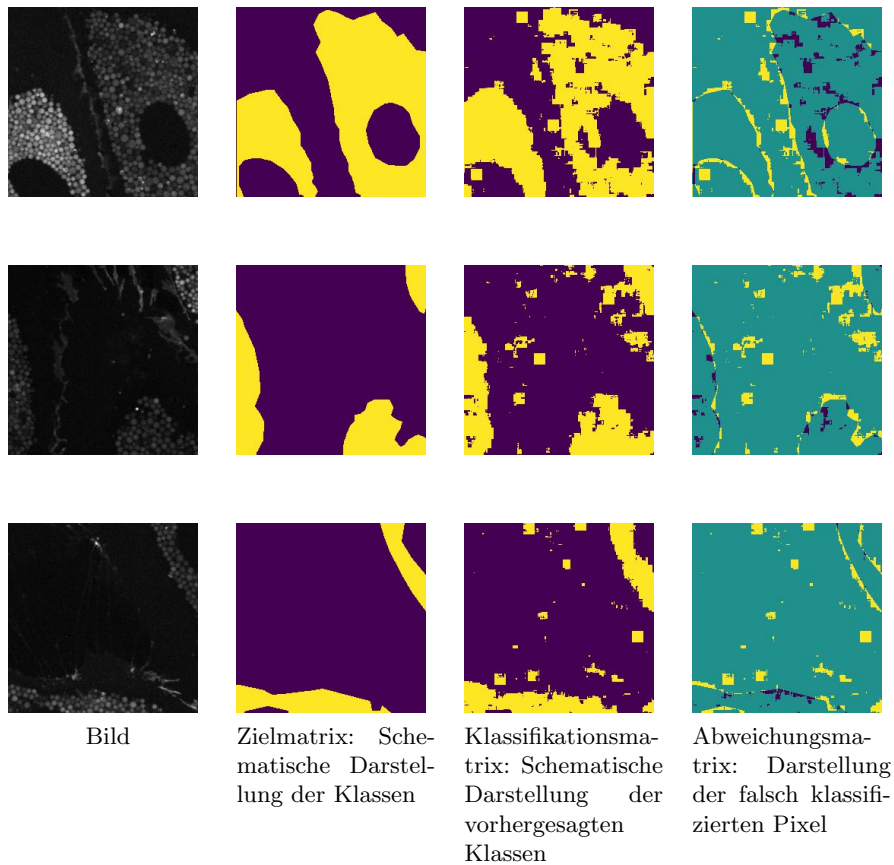 Bild
Zielmatrix: Sche-
matische Darstel-
lung der Klassen
Klassifikationsma-
trix: Schematische
Darstellung der
vorhergesagten
Klassen
Abweichungsma-
trix: Darstellung
der falsch klassifi-
zierten Pixel